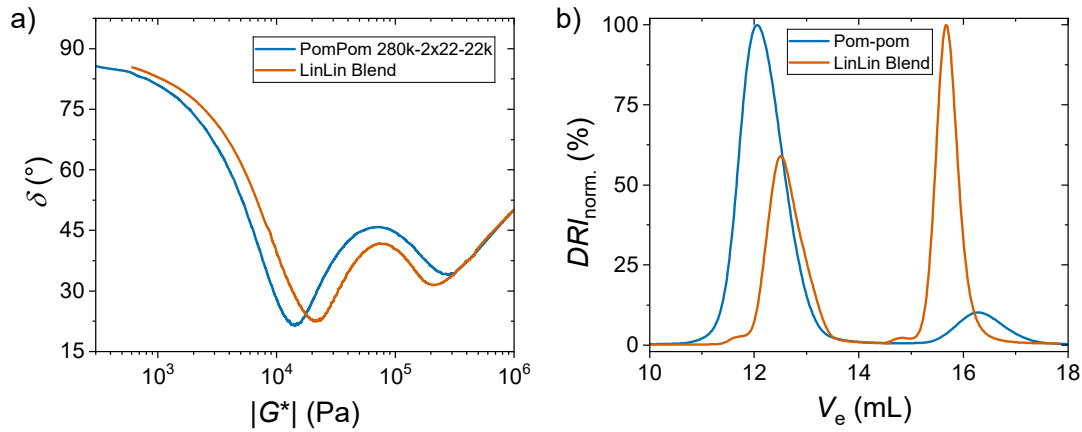 a)
PomPom 280k-2x22-22k
LinLin Blend
90
75
60
45
30
15
δ (°)
10³
10⁴
10⁵
10⁶
|G*| (Pa)
b)
Pom-pom
LinLin Blend
100
75
50
25
0
DRInorm. (%)
10
12
14
16
18
Ve (mL)